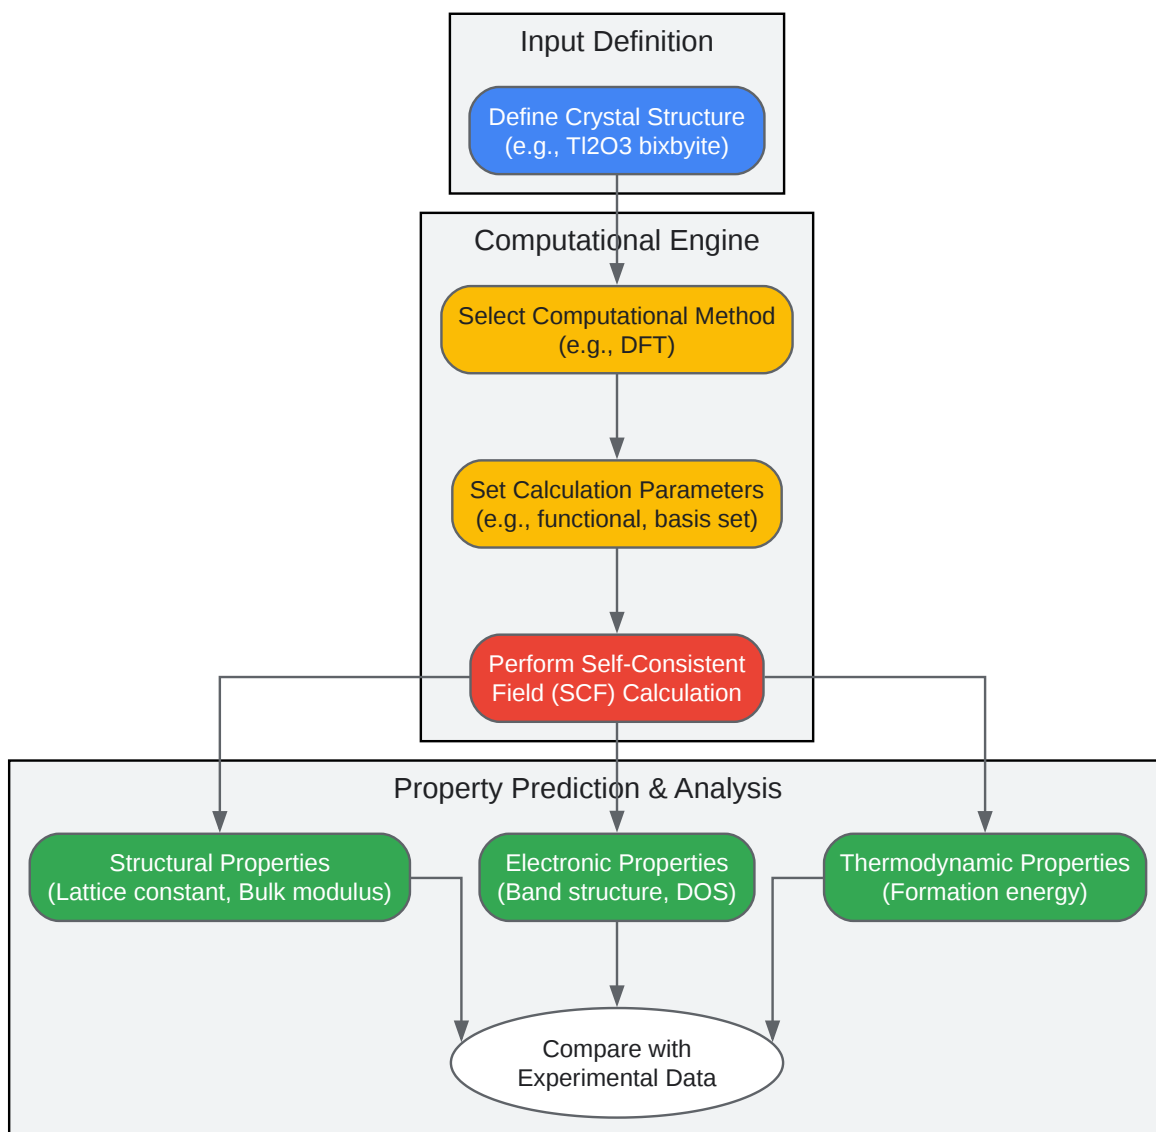 Input Definition
Define Crystal Structure
(e.g., Tl2O3 bixbyite)
Computational Engine
Select Computational Method
(e.g., DFT)
Set Calculation Parameters
(e.g., functional, basis set)
Perform Self-Consistent
Field (SCF) Calculation
Property Prediction & Analysis
Structural Properties
(Lattice constant, Bulk modulus)
Electronic Properties
(Band structure, DOS)
Thermodynamic Properties
(Formation energy)
Compare with
Experimental Data